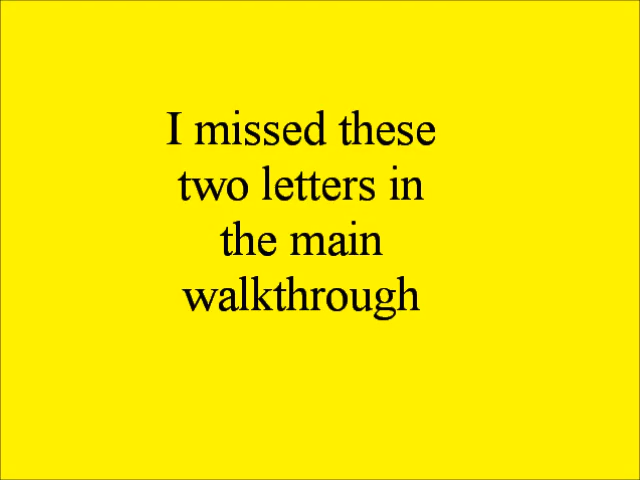 I missed these
two letters in
the main
walkthrough